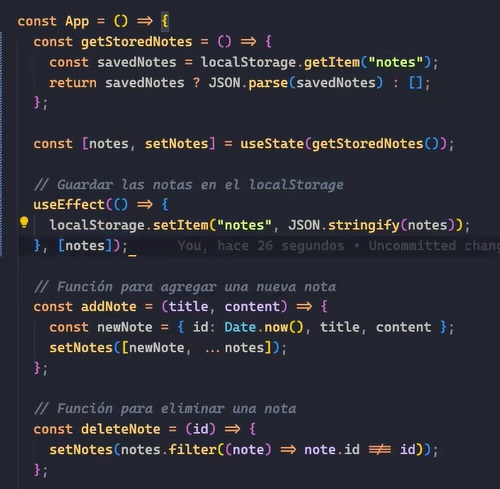 const App = () => {
const getStoredNotes = () => {
const savedNotes = localStorage.getItem("notes");
return savedNotes ? JSON.parse(savedNotes) : [];
};
const [notes, setNotes] = useState(getStoredNotes());
// Guardar las notas en el localStorage
useEffect(() => {
localStorage.setItem("notes", JSON.stringify(notes));
}, [notes]); You, hace 26 segundos • Uncommitted chang
// Función para agregar una nueva nota
const addNote = (title, content) => {
const newNote = { id: Date.now(), title, content };
setNotes([newNote, ...notes]);
};
// Función para eliminar una nota
const deleteNote = (id) => {
setNotes(notes.filter((note) => note.id !== id));
};